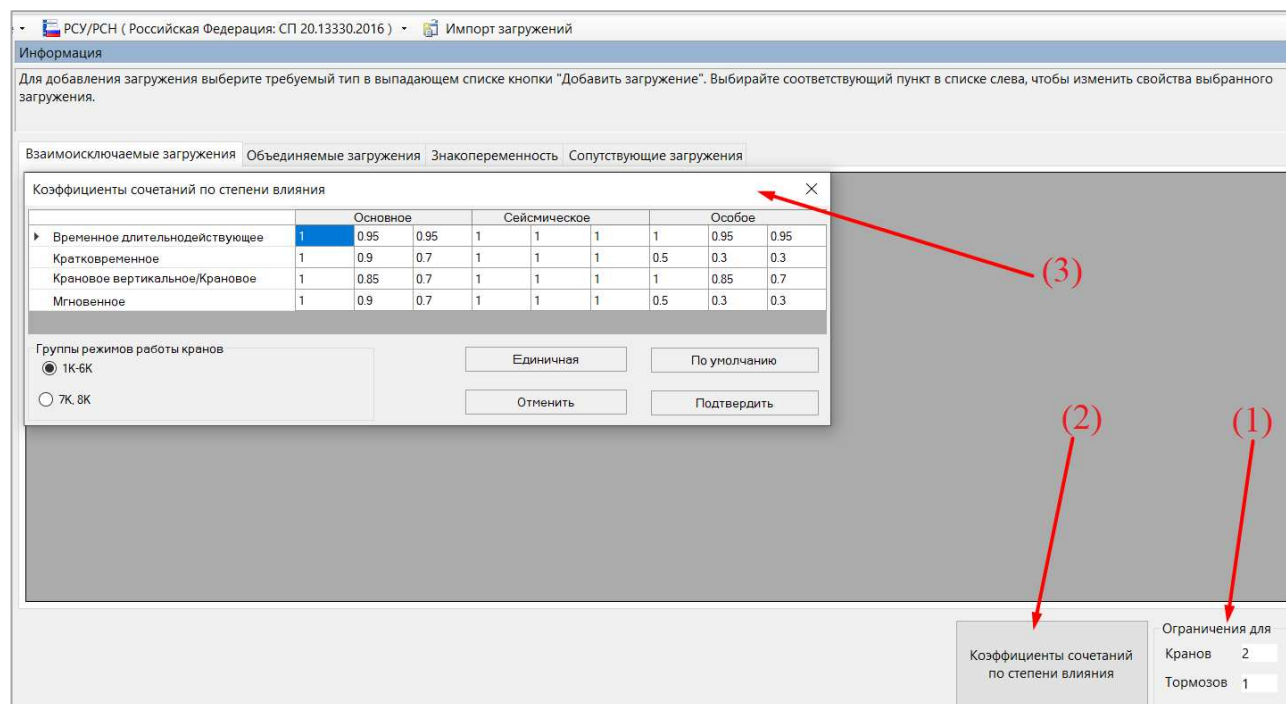 РСУ/РСН ( Российская Федерация: СП 20.13330.2016 ) Импорт загружений
Информация
Для добавления загружения выберите требуемый тип в выпадающем списке кнопки "Добавить загружение". Выбирайте соответствующий пункт в списке слева, чтобы изменить свойства выбранного
загружения.
Взаимоисключаемые загружения Объединяемые загружения Знакопеременность Сопутствующие загружения
Коэффициенты сочетаний по степени влияния
Основное Сейсмическое Особое
Временное длительнодействующее 1 0.95 0.95 1 1 1 1 0.95 0.95
Кратковременное 1 0.9 0.7 1 1 1 0.5 0.3 0.3
Крановое вертикальное/Крановое 1 0.85 0.7 1 1 1 1 0.85 0.7
Мгновенное 1 0.9 0.7 1 1 1 0.5 0.3 0.3
(3)
Группы режимов работы кранов
1K-6K
7K, 8K
Единичная По умолчанию
Отменить Подтвердить
(2) (1)
Коэффициенты сочетаний
по степени влияния
Ограничения для
Кранов 2
Тормозов 1